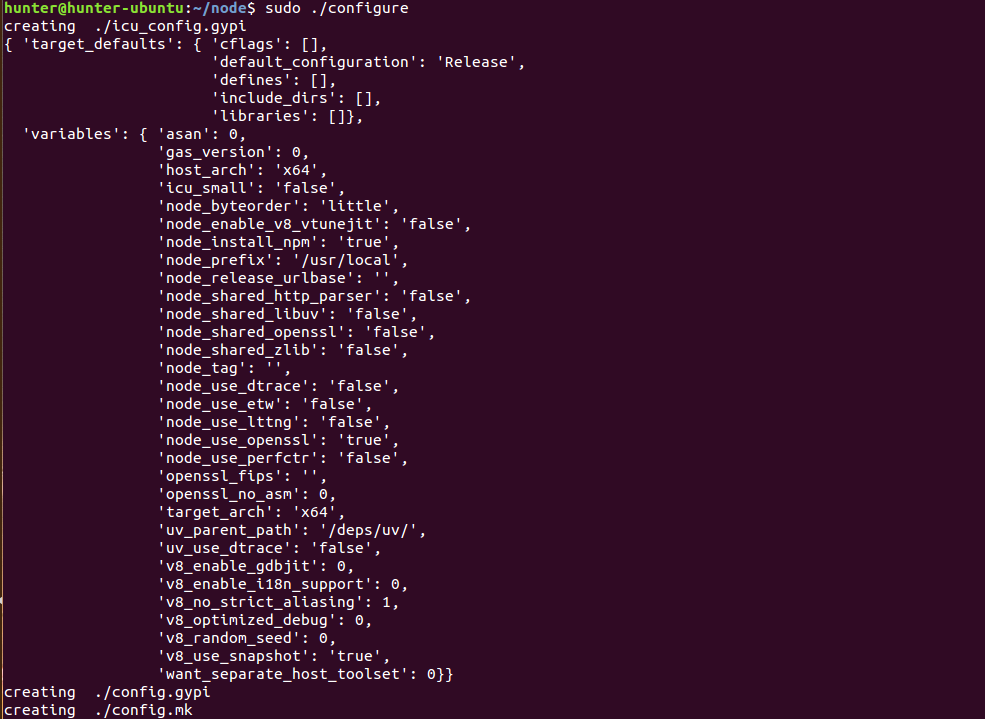 hunter@hunter-ubuntu:~/node$ sudo ./configure
creating  ./icu_config.gypi
{ 'target_defaults': { 'cflags': [],
                       'default_configuration': 'Release',
                       'defines': [],
                       'include_dirs': [],
                       'libraries': []},
  'variables': { 'asan': 0,
                 'gas_version': 0,
                 'host_arch': 'x64',
                 'icu_small': 'false',
                 'node_byteorder': 'little',
                 'node_enable_v8_vtunejit': 'false',
                 'node_install_npm': 'true',
                 'node_prefix': '/usr/local',
                 'node_release_urlbase': '',
                 'node_shared_http_parser': 'false',
                 'node_shared_libuv': 'false',
                 'node_shared_openssl': 'false',
                 'node_shared_zlib': 'false',
                 'node_tag': '',
                 'node_use_dtrace': 'false',
                 'node_use_etw': 'false',
                 'node_use_lttng': 'false',
                 'node_use_openssl': 'true',
                 'node_use_perfctr': 'false',
                 'openssl_fips': '',
                 'openssl_no_asm': 0,
                 'target_arch': 'x64',
                 'uv_parent_path': '/deps/uv/',
                 'uv_use_dtrace': 'false',
                 'v8_enable_gdbjit': 0,
                 'v8_enable_i18n_support': 0,
                 'v8_no_strict_aliasing': 1,
                 'v8_optimized_debug': 0,
                 'v8_random_seed': 0,
                 'v8_use_snapshot': 'true',
                 'want_separate_host_toolset': 0}}
creating  ./config.gypi
creating  ./config.mk